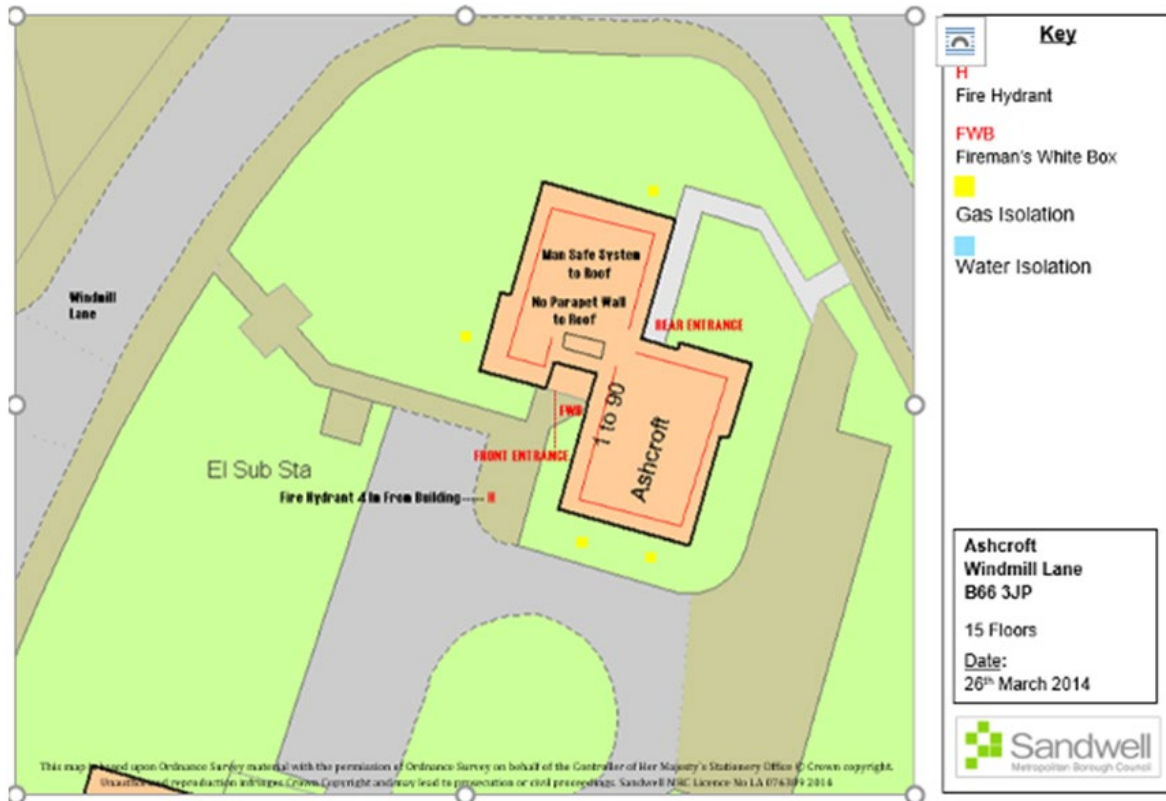 Man Safe System
to Roof
No Parapet Wall
to Roof
Windmill
Lane
REAR ENTRANCE
FWB
1 to 90
Ashcroft
FRONT ENTRANCE
El Sub Sta
Fire Hydrant 4 In From Building ---- H
This map is based upon Ordnance Survey material with the permission of Ordnance Survey on behalf of the Controller of Her Majesty's Stationery Office © Crown copyright.
Unauthorised reproduction infringes Crown Copyright and may lead to prosecution or civil proceedings. Sandwell MBC Licence No LA 076309 2014
Key
H
Fire Hydrant
FWB
Fireman's White Box
Gas Isolation
Water Isolation
Ashcroft
Windmill Lane
B66 3JP
15 Floors
Date:
26th March 2014
Sandwell
Metropolitan Borough Council